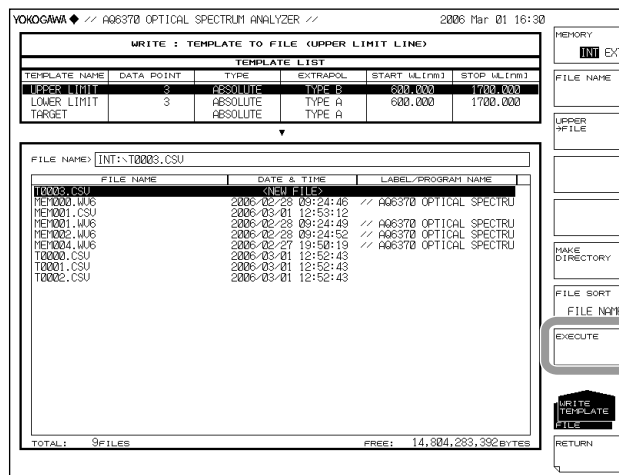 YOKOGAWA ◆ // AQ6370 OPTICAL SPECTRUM ANALYZER // 2006 Mar 01 16:30
WRITE : TEMPLATE TO FILE (UPPER LIMIT LINE)
TEMPLATE LIST
TEMPLATE NAME DATA POINT TYPE EXTRAPOL START WL[nm] STOP WL[nm]
UPPER LIMIT 3 ABSOLUTE TYPE B 600.000 1700.000
LOWER LIMIT 3 ABSOLUTE TYPE A 600.000 1700.000
TARGET ABSOLUTE TYPE A
▼
FILE NAME> INT:\T0003.CSV
FILE NAME DATE & TIME LABEL/PROGRAM NAME
T0003.CSV <NEW FILE>
MEM000.WV6 2006/02/28 09:24:46 // AQ6370 OPTICAL SPECTRU
MEM001.CSV 2006/03/01 12:53:12
MEM001.WV6 2006/02/28 09:24:49 // AQ6370 OPTICAL SPECTRU
MEM002.WV6 2006/02/28 09:24:52 // AQ6370 OPTICAL SPECTRU
MEM004.WV6 2006/02/27 19:50:19 // AQ6370 OPTICAL SPECTRU
T0000.CSV 2006/03/01 12:52:43
T0001.CSV 2006/03/01 12:52:43
T0002.CSV 2006/03/01 12:52:43
TOTAL: 9FILES FREE: 14,804,283,392BYTES
MEMORY
INT EX
FILE NAME
UPPER
→FILE
MAKE
DIRECTORY
FILE SORT
FILE NAME
EXECUTE
WRITE
TEMPLATE
FILE
RETURN